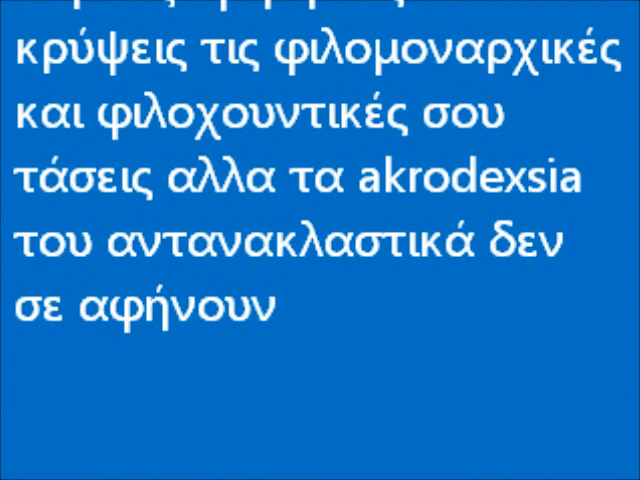 κρύψεις τις φιλομοναρχικές
και φιλοχουντικές σου
τάσεις αλλα τα akrodexsia
του αντανακλαστικά δεν
σε αφήνουν